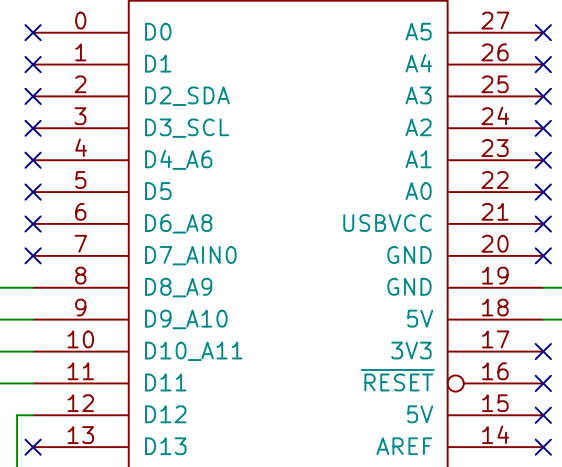 0 D0 A5 27
1 D1 A4 26
2 D2_SDA A3 25
3 D3_SCL A2 24
4 D4_A6 A1 23
5 D5 A0 22
6 D6_A8 USBVCC 21
7 D7_AIN0 GND 20
8 D8_A9 GND 19
9 D9_A10 5V 18
10 D10_A11 3V3 17
11 D11 RESET 16
12 D12 5V 15
13 D13 AREF 14